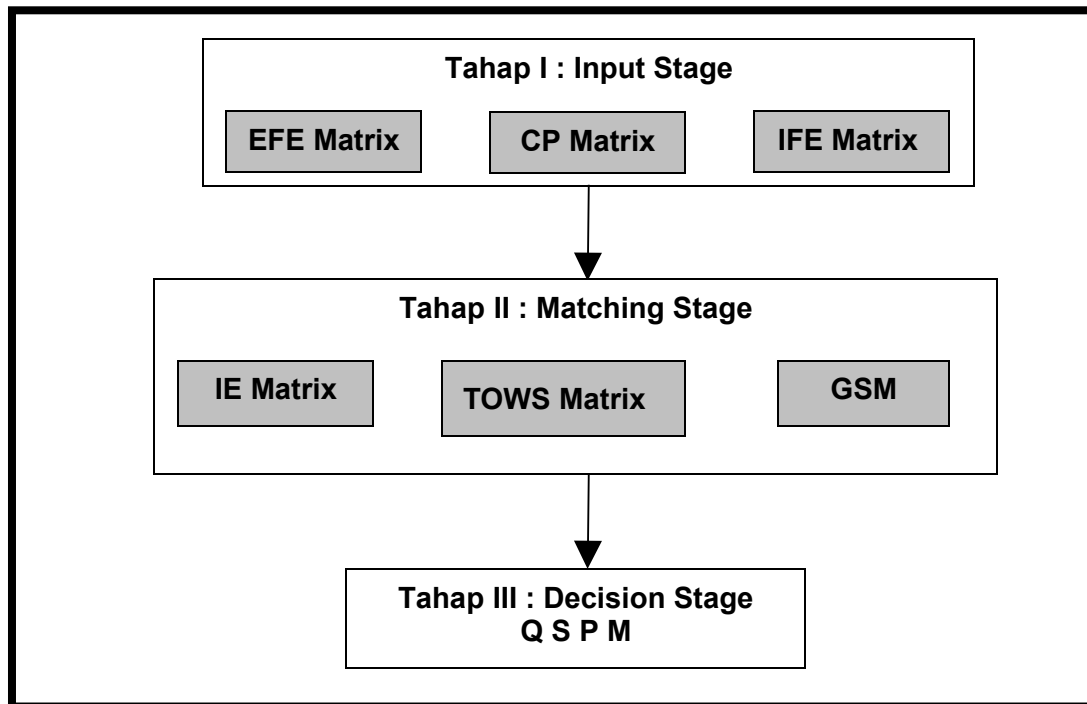 Tahap I : Input Stage
EFE Matrix
CP Matrix
IFE Matrix
Tahap II : Matching Stage
IE Matrix
TOWS Matrix
GSM
Tahap III : Decision Stage
Q S P M